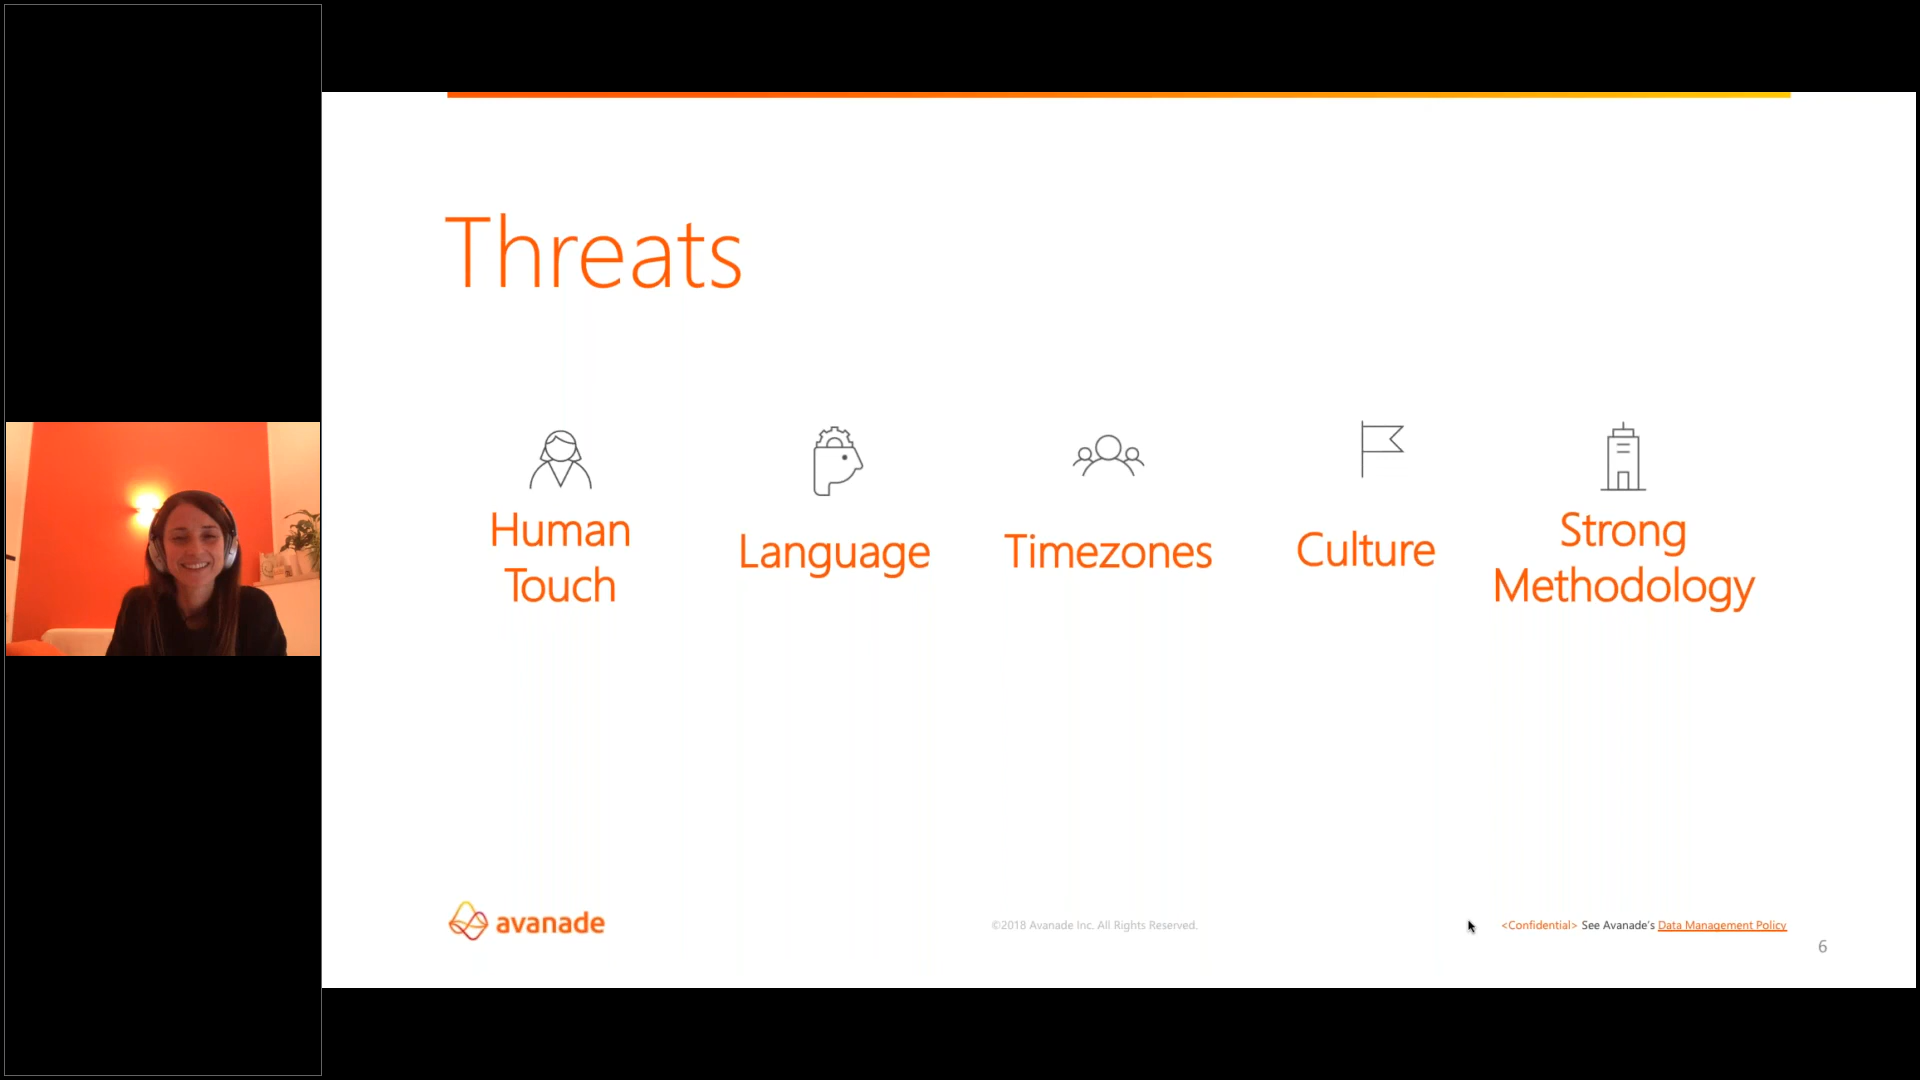 Threats
Human
Touch
Language
Timezones
Culture
Strong
Methodology
avanade
©2018 Avanade Inc. All Rights Reserved.
<Confidential> See Avanade's Data Management Policy
6